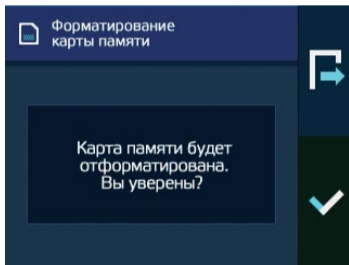 Форматирование
карты памяти
Карта памяти будет
отформатирована.
Вы уверены?